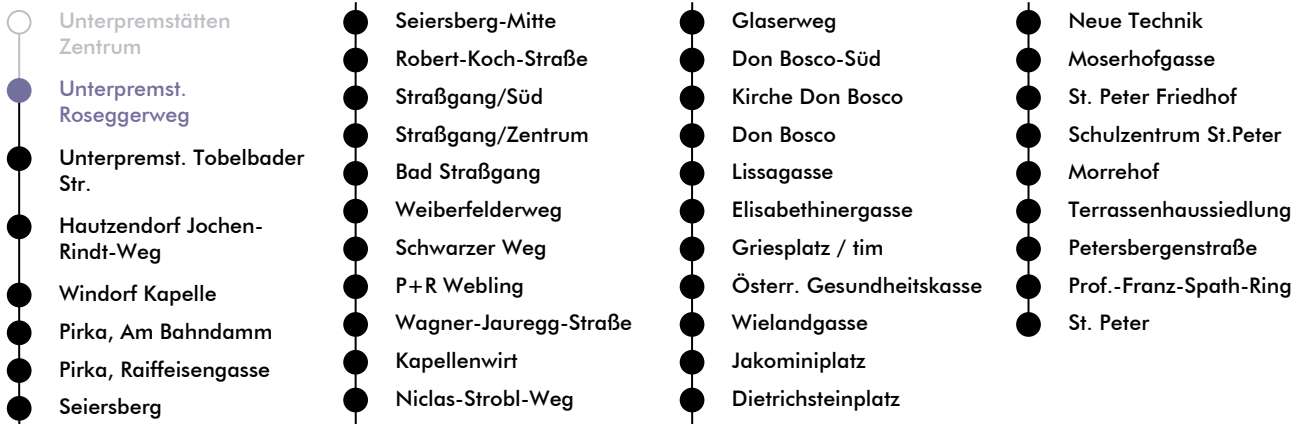 Unterpremstätten
Zentrum
Unterpremst.
Roseggerweg
Unterpremst. Tobelbader
Str.
Hautzendorf Jochen-
Rindt-Weg
Windorf Kapelle
Pirka, Am Bahndamm
Pirka, Raiffeisengasse
Seiersberg
Seiersberg-Mitte
Robert-Koch-Straße
Straßgang/Süd
Straßgang/Zentrum
Bad Straßgang
Weiberfelderweg
Schwarzer Weg
P+R Webling
Wagner-Jauregg-Straße
Kapellenwirt
Niclas-Strobl-Weg
Glaserweg
Don Bosco-Süd
Kirche Don Bosco
Don Bosco
Lissagasse
Elisabethinergasse
Griesplatz / tim
Österr. Gesundheitskasse
Wielandgasse
Jakominiplatz
Dietrichsteinplatz
Neue Technik
Moserhofgasse
St. Peter Friedhof
Schulzentrum St.Peter
Morrehof
Terrassenhaussiedlung
Petersbergenstraße
Prof.-Franz-Spath-Ring
St. Peter